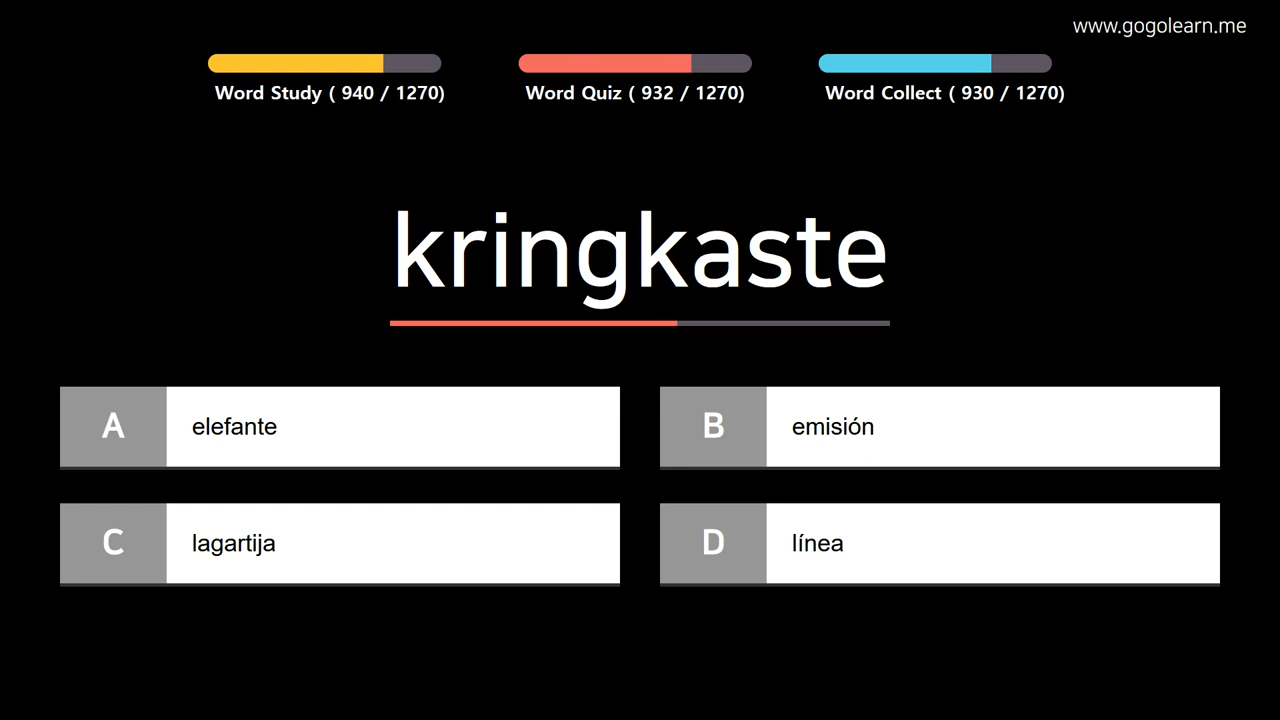 www.gogolearn.me
Word Study ( 940 / 1270)
Word Quiz ( 932 / 1270)
Word Collect ( 930 / 1270)
kringkaste
A elefante
B emisión
C lagartija
D línea